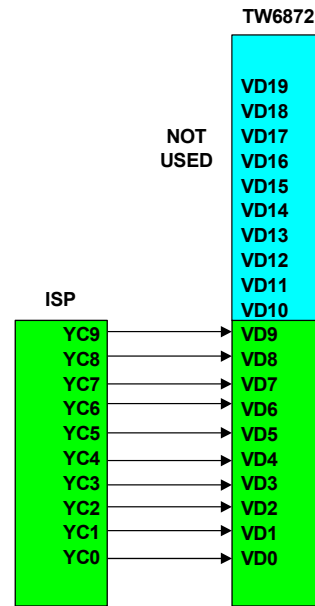 TW6872
VD19
VD18
NOT
USED
VD17
VD16
VD15
VD14
VD13
VD12
VD11
VD10
ISP
YC9
VD9
YC8
VD8
YC7
VD7
YC6
VD6
YC5
VD5
YC4
VD4
YC3
VD3
YC2
VD2
YC1
VD1
YC0
VD0